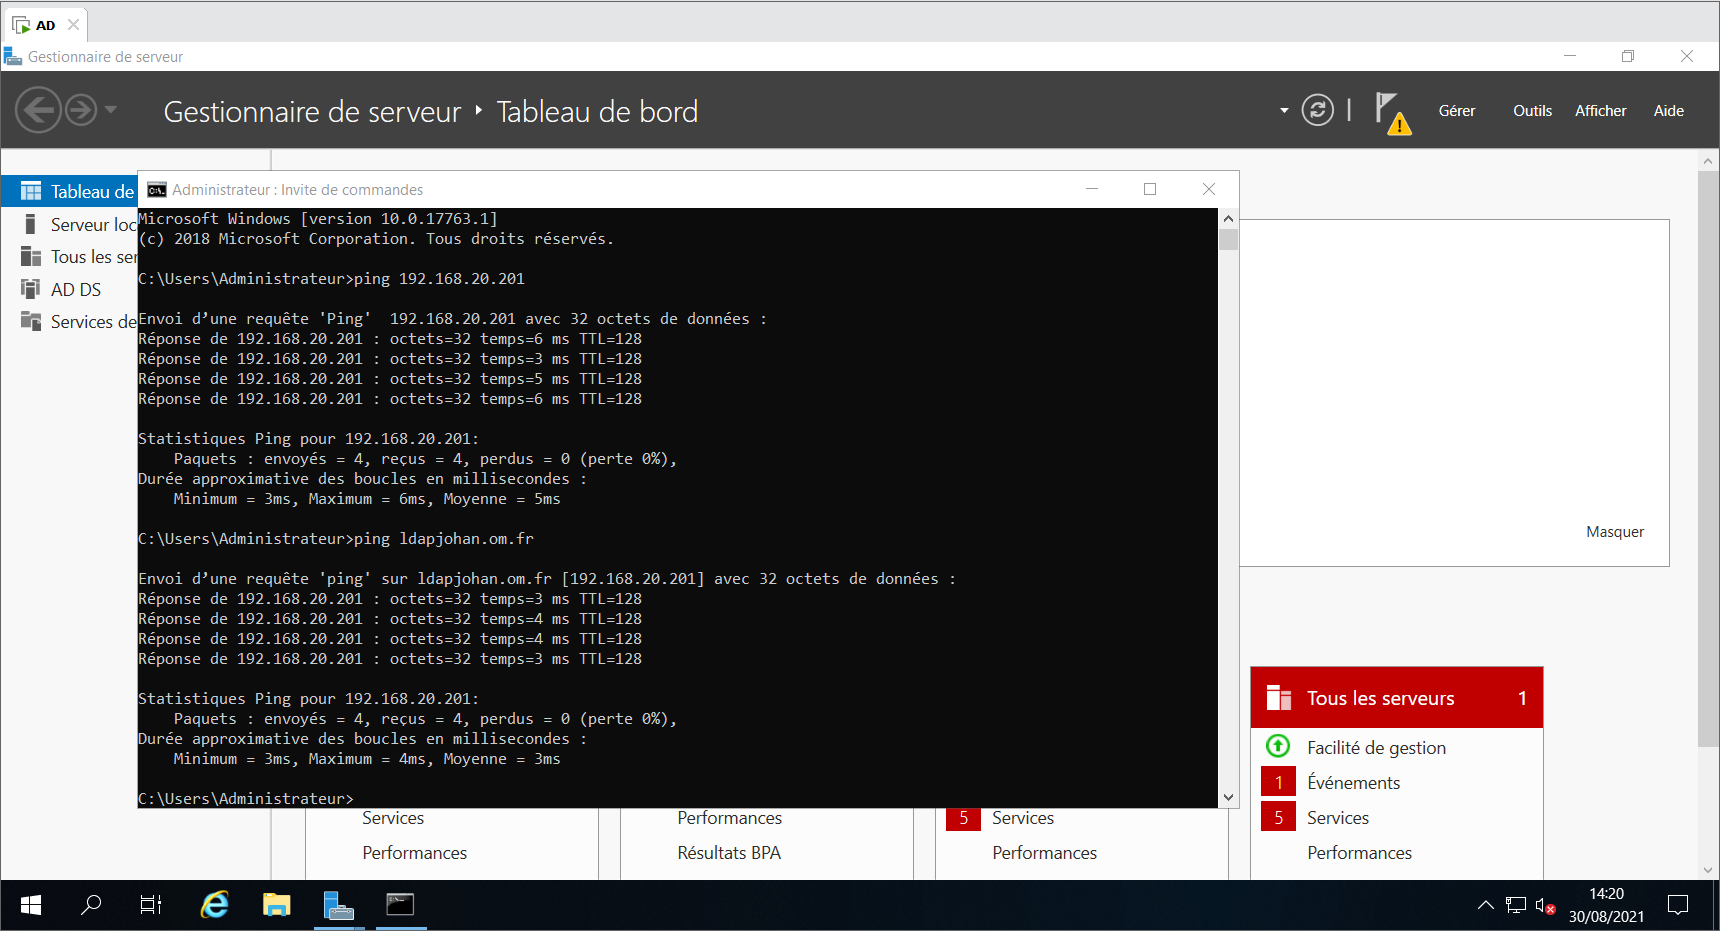 AD
Gestionnaire de serveur
Gestionnaire de serveur Tableau de bord
Gérer Outils Afficher Aide
Tableau de
Serveur loc
Tous les ser
AD DS
Services de
Administrateur : Invite de commandes
Microsoft Windows [version 10.0.17763.1]
(c) 2018 Microsoft Corporation. Tous droits réservés.
C:\Users\Administrateur>ping 192.168.20.201
Envoi d’une requête 'Ping'  192.168.20.201 avec 32 octets de données :
Réponse de 192.168.20.201 : octets=32 temps=6 ms TTL=128
Réponse de 192.168.20.201 : octets=32 temps=3 ms TTL=128
Réponse de 192.168.20.201 : octets=32 temps=5 ms TTL=128
Réponse de 192.168.20.201 : octets=32 temps=6 ms TTL=128
Statistiques Ping pour 192.168.20.201:
Paquets : envoyés = 4, reçus = 4, perdus = 0 (perte 0%),
Durée approximative des boucles en millisecondes :
Minimum = 3ms, Maximum = 6ms, Moyenne = 5ms
C:\Users\Administrateur>ping ldapjohan.om.fr
Envoi d’une requête 'ping' sur ldapjohan.om.fr [192.168.20.201] avec 32 octets de données :
Réponse de 192.168.20.201 : octets=32 temps=3 ms TTL=128
Réponse de 192.168.20.201 : octets=32 temps=4 ms TTL=128
Réponse de 192.168.20.201 : octets=32 temps=4 ms TTL=128
Réponse de 192.168.20.201 : octets=32 temps=3 ms TTL=128
Statistiques Ping pour 192.168.20.201:
Paquets : envoyés = 4, reçus = 4, perdus = 0 (perte 0%),
Durée approximative des boucles en millisecondes :
Minimum = 3ms, Maximum = 4ms, Moyenne = 3ms
C:\Users\Administrateur>
Masquer
Tous les serveurs 1
Facilité de gestion
1 Événements
5 Services
Performances
Services
Performances
Performances
Résultats BPA
5 Services
Performances
14:20
30/08/2021